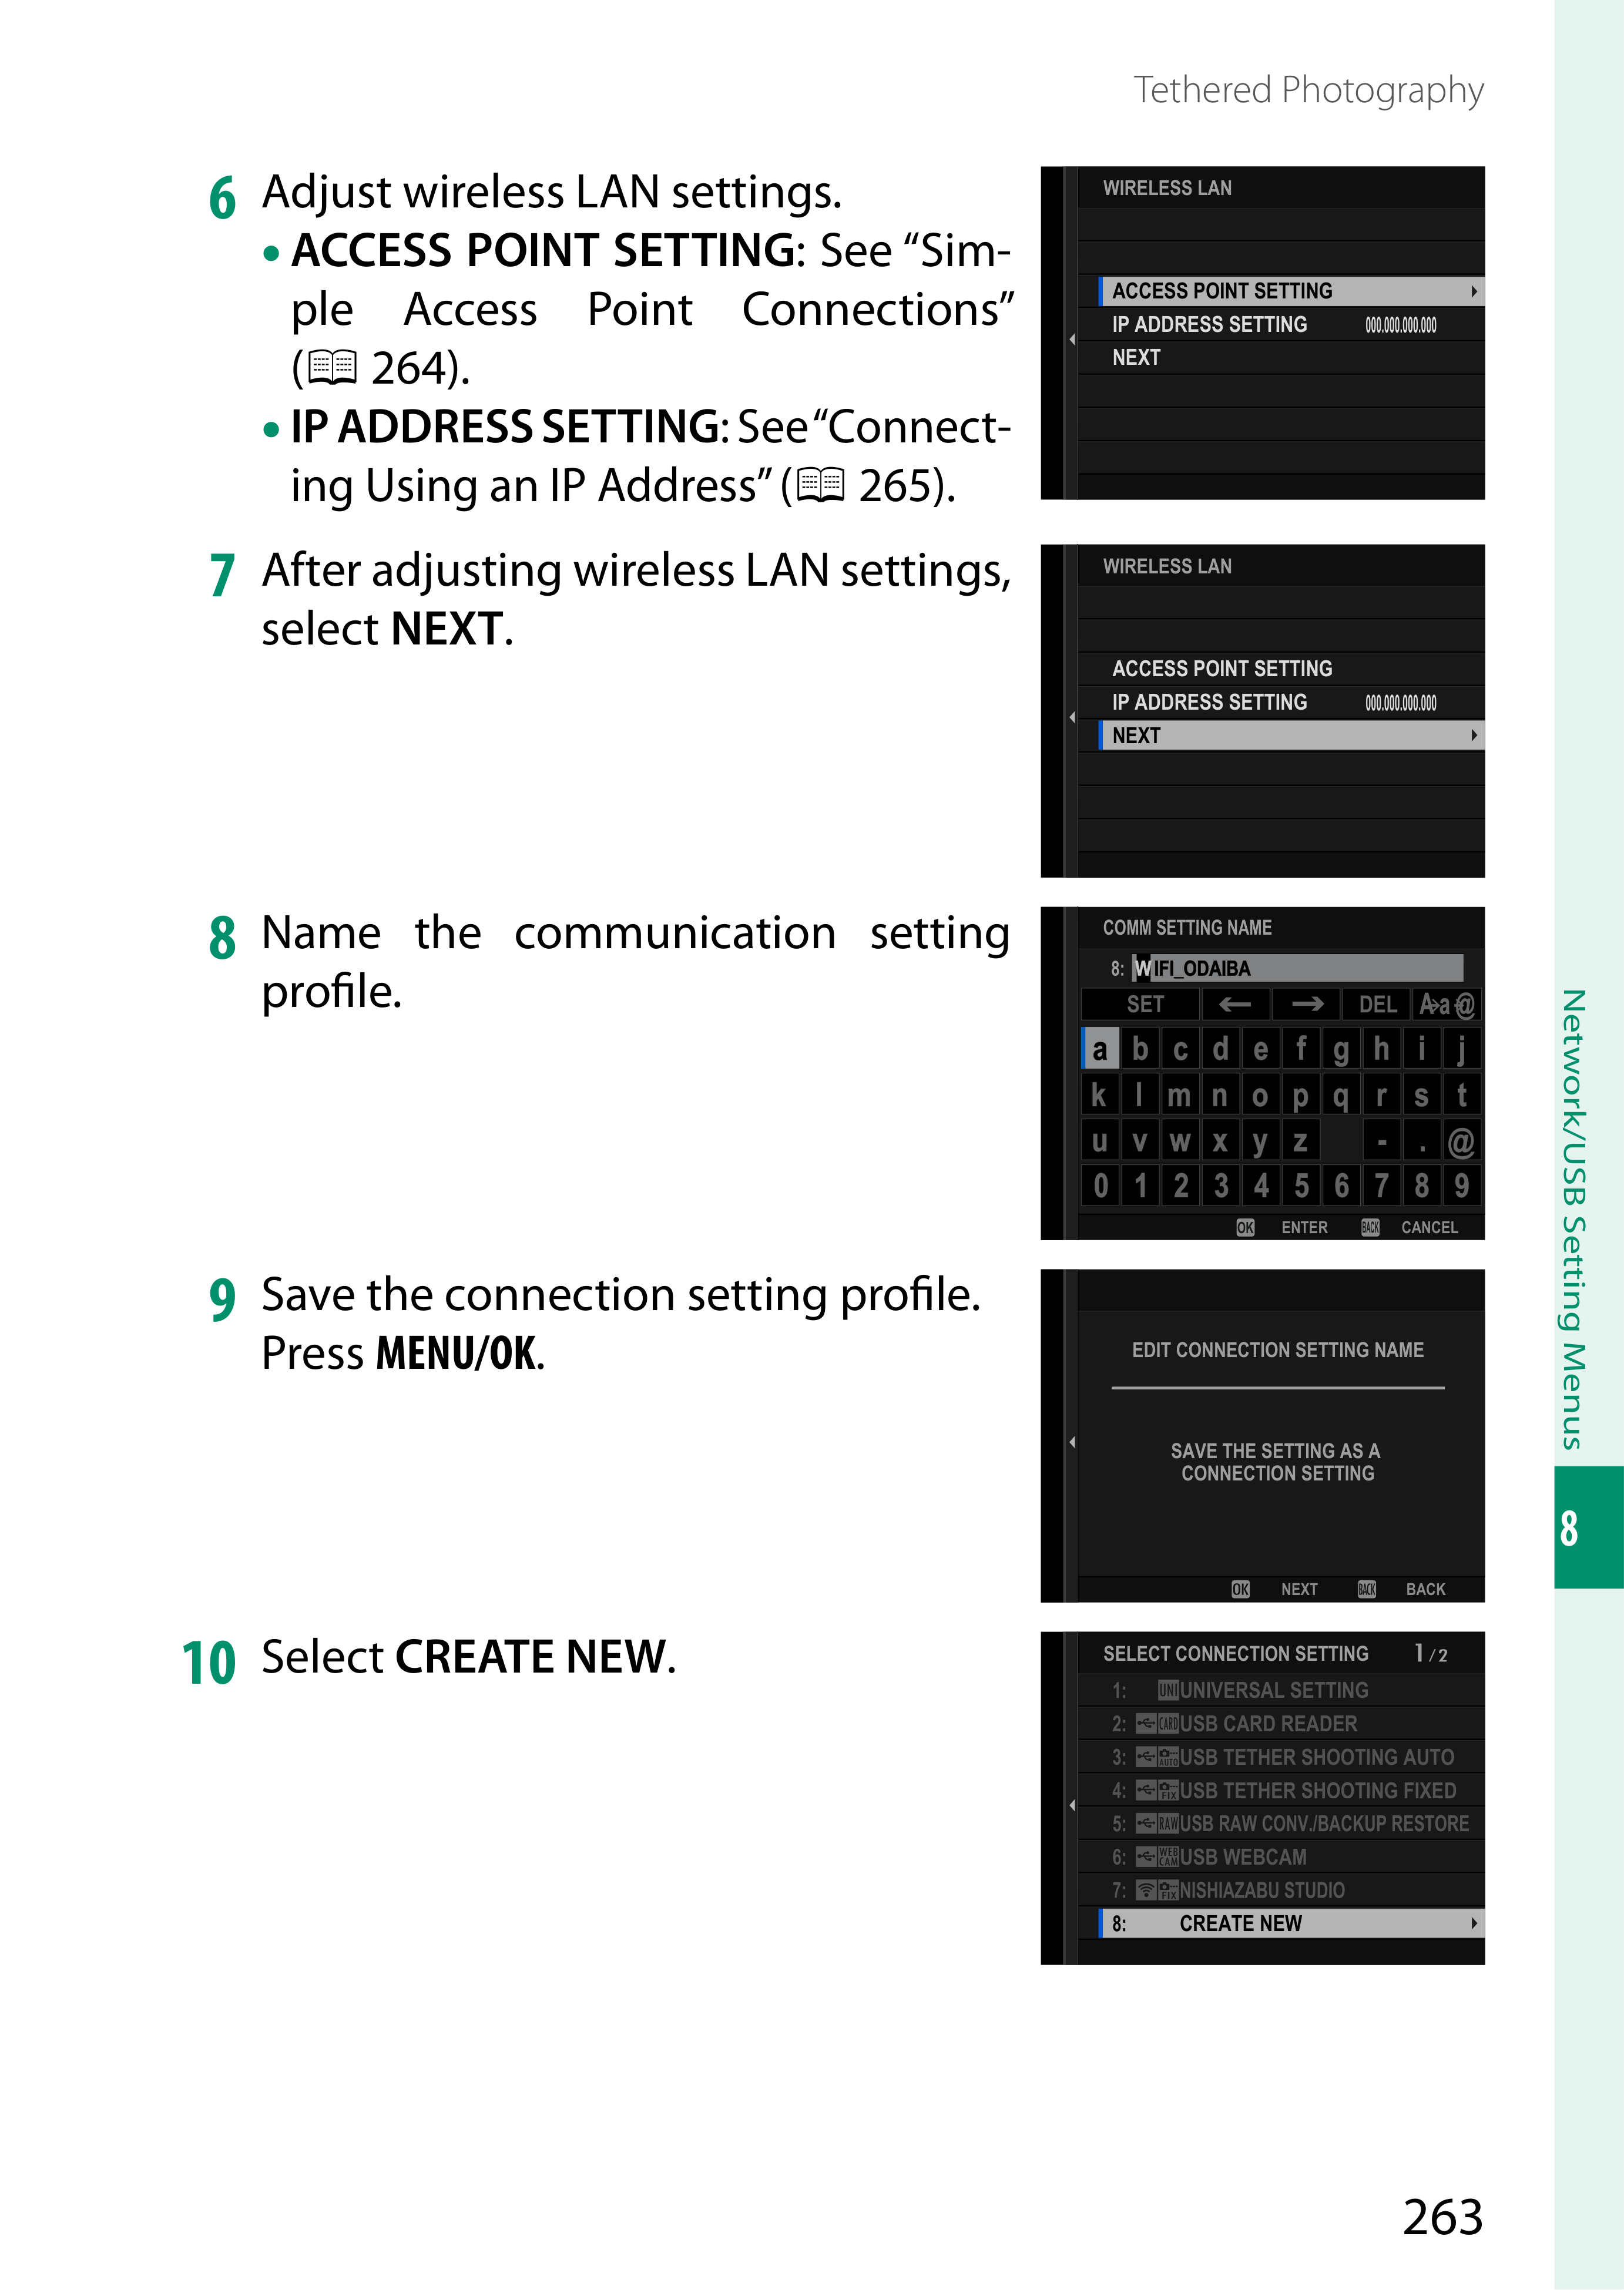 Tethered Photography
6 Adjust wireless LAN settings.
• ACCESS POINT SETTING: See “Sim-
ple Access Point Connections”
( 264).
• IP ADDRESS SETTING: See “Connect-
ing Using an IP Address” ( 265).
WIRELESS LAN
ACCESS POINT SETTING
IP ADDRESS SETTING 000.000.000.000
NEXT
7 After adjusting wireless LAN settings,
select NEXT.
WIRELESS LAN
ACCESS POINT SETTING
IP ADDRESS SETTING 000.000.000.000
NEXT
8 Name the communication setting
profile.
COMM SETTING NAME
8: WIFI_ODAIBA
SET ← → DEL A→a→@
a b c d e f g h i j
k l m n o p q r s t
u v w x y z - . @
0 1 2 3 4 5 6 7 8 9
OK ENTER BACK CANCEL
9 Save the connection setting profile.
Press MENU/OK.
EDIT CONNECTION SETTING NAME
SAVE THE SETTING AS A
CONNECTION SETTING
OK NEXT BACK BACK
10 Select CREATE NEW.
SELECT CONNECTION SETTING 1/2
1: UNI UNIVERSAL SETTING
2: CARD USB CARD READER
3: AUTO USB TETHER SHOOTING AUTO
4: FIX USB TETHER SHOOTING FIXED
5: RAW USB RAW CONV./BACKUP RESTORE
6: WEB CAM USB WEBCAM
7: FIX NISHIAZABU STUDIO
8: CREATE NEW
Network/USB Setting Menus
8
263